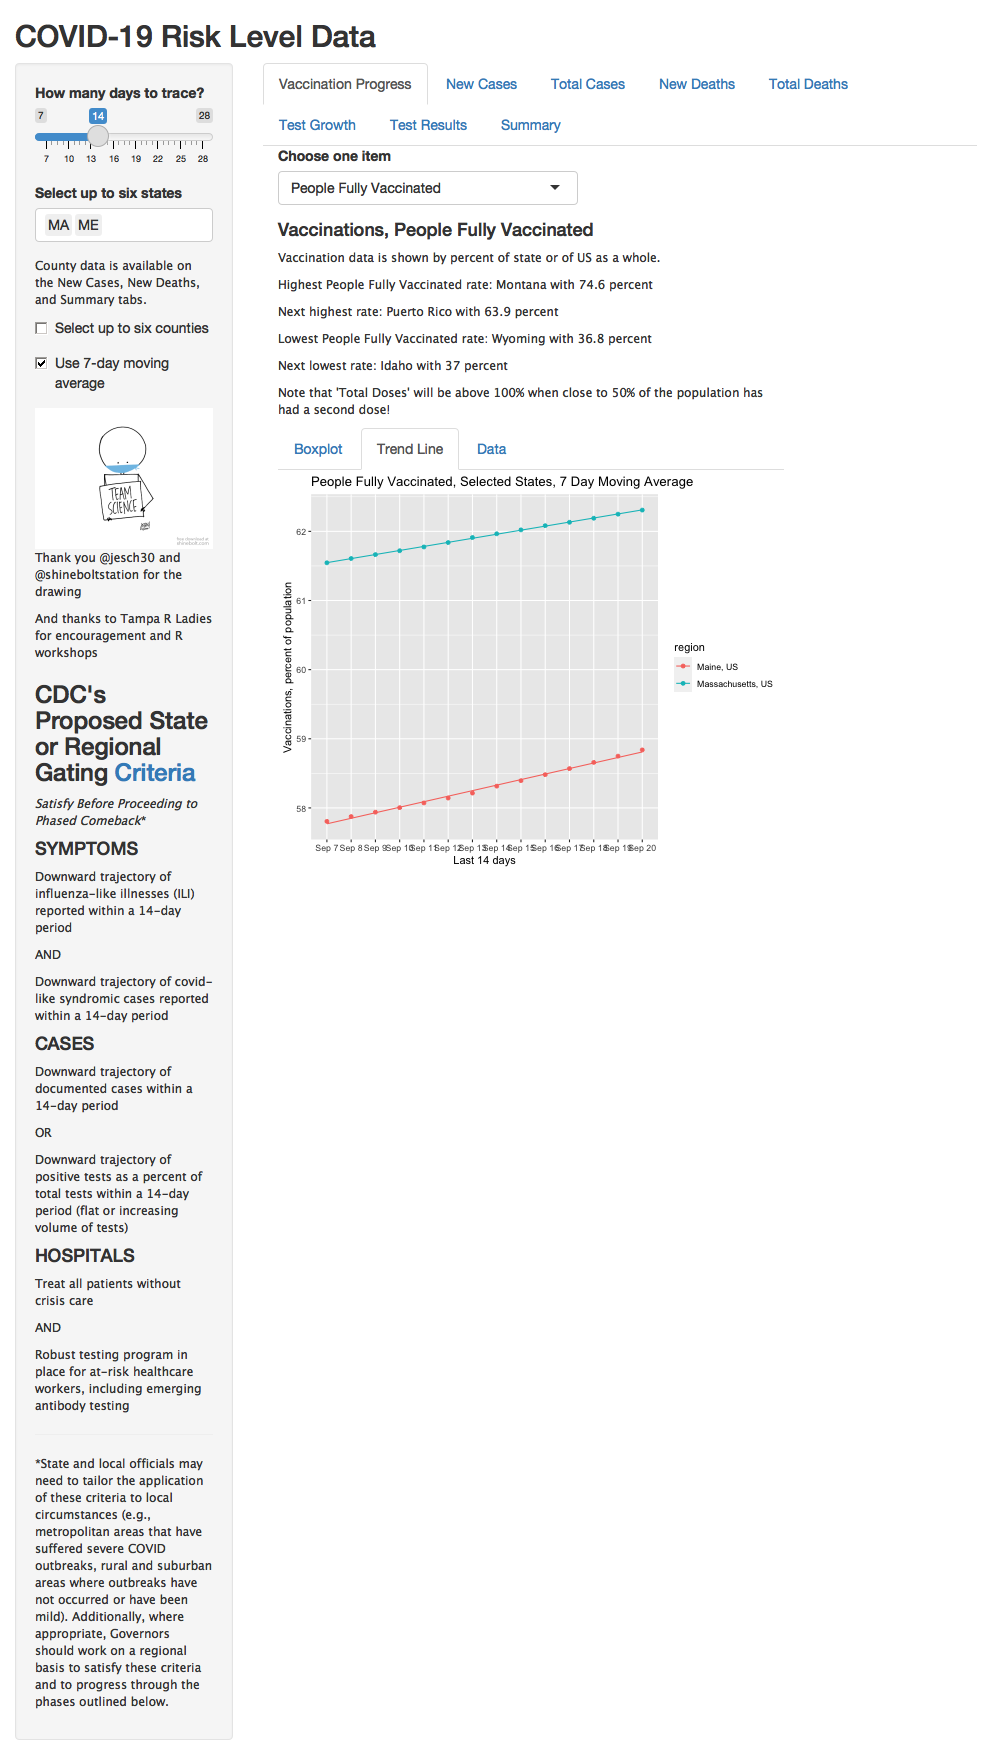 COVID-19 Risk Level Data
How many days to trace?
7 14 28
7 10 13 16 19 22 25 28
Select up to six states
MA ME
County data is available on
the New Cases, New Deaths,
and Summary tabs.
Select up to six counties
Use 7-day moving
average
TEAM
SCIENCE
Thank you @jesch30 and
@shineboltstation for the
drawing
And thanks to Tampa R Ladies
for encouragement and R
workshops
CDC's
Proposed State
or Regional
Gating Criteria
Satisfy Before Proceeding to
Phased Comeback*
SYMPTOMS
Downward trajectory of
influenza-like illnesses (ILI)
reported within a 14-day
period
AND
Downward trajectory of covid-
like syndromic cases reported
within a 14-day period
CASES
Downward trajectory of
documented cases within a
14-day period
OR
Downward trajectory of
positive tests as a percent of
total tests within a 14-day
period (flat or increasing
volume of tests)
HOSPITALS
Treat all patients without
crisis care
AND
Robust testing program in
place for at-risk healthcare
workers, including emerging
antibody testing
*State and local officials may
need to tailor the application
of these criteria to local
circumstances (e.g.,
metropolitan areas that have
suffered severe COVID
outbreaks, rural and suburban
areas where outbreaks have
not occurred or have been
mild). Additionally, where
appropriate, Governors
should work on a regional
basis to satisfy these criteria
and to progress through the
phases outlined below.
Vaccination Progress New Cases Total Cases New Deaths Total Deaths
Test Growth Test Results Summary
Choose one item
People Fully Vaccinated
Vaccinations, People Fully Vaccinated
Vaccination data is shown by percent of state or of US as a whole.
Highest People Fully Vaccinated rate: Montana with 74.6 percent
Next highest rate: Puerto Rico with 63.9 percent
Lowest People Fully Vaccinated rate: Wyoming with 36.8 percent
Next lowest rate: Idaho with 37 percent
Note that 'Total Doses' will be above 100% when close to 50% of the population has
had a second dose!
Boxplot Trend Line Data
People Fully Vaccinated, Selected States, 7 Day Moving Average
Vaccinations, percent of population
62
61
60
59
58
Sep 7 Sep 8 Sep 9 Sep 10 Sep 11 Sep 12 Sep 13 Sep 14 Sep 15 Sep 16 Sep 17 Sep 18 Sep 19 Sep 20
Last 14 days
region
Maine, US
Massachusetts, US